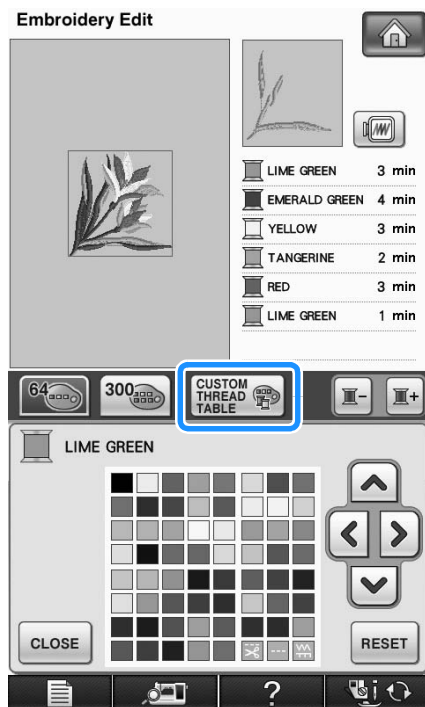 Embroidery Edit
LIME GREEN 3 min
EMERALD GREEN 4 min
YELLOW 3 min
TANGERINE 2 min
RED 3 min
LIME GREEN 1 min
64
300
CUSTOM
THREAD
TABLE
-
+
LIME GREEN
CLOSE
RESET
?